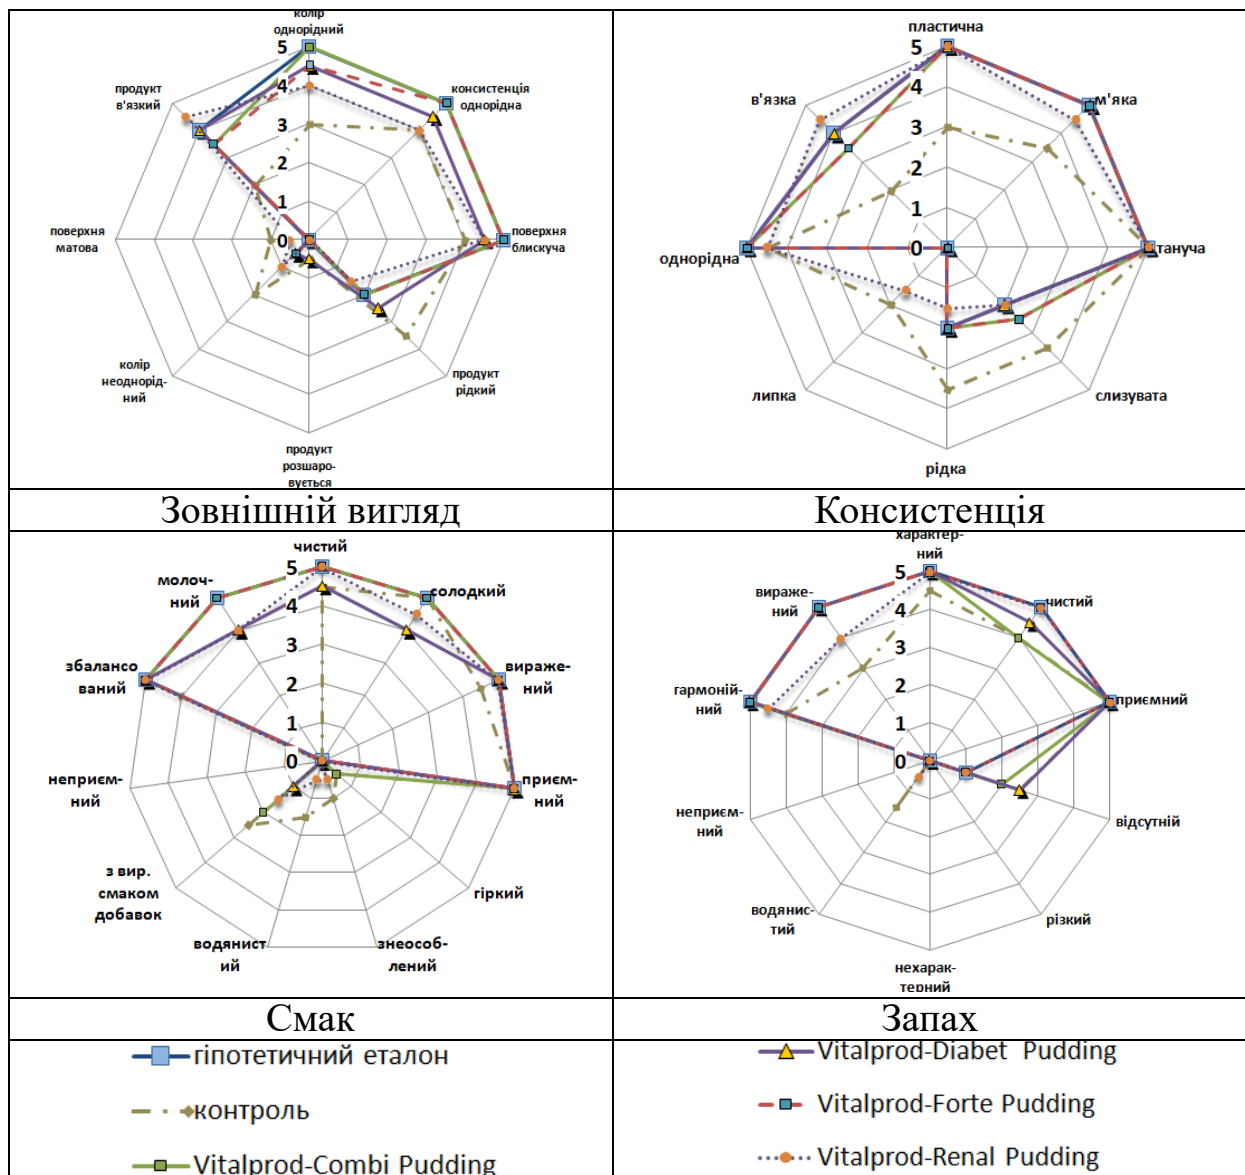 колір
однорідний
5
4
3
2
1
0
консистенція
однорідна
поверхня
блискуча
продукт
рідкий
продукт
розшаро-
вується
колір
неоднорід-
ний
поверхня
матова
продукт
в'язкий
пластична
5
4
3
2
1
0
м'яка
тануча
слизувата
рідка
липка
однорідна
в'язка
Зовнішній вигляд
Консистенція
чистий
5
4
3
2
1
0
солодкий
вираже-
ний
приєм-
ний
гіркий
знеособ-
лений
водянист
ий
з вир.
смаком
добавок
неприєм-
ний
збалансо
ваний
молоч-
ний
характер-
ний
5
4
3
2
1
0
чистий
приємний
відсутній
різкий
нехарак-
терний
водянис-
тий
неприєм-
ний
гармоній-
ний
вираже-
ний
Смак
Запах
гіпотетичний еталон
контроль
Vitalprod-Combi Pudding
Vitalprod-Diabet Pudding
Vitalprod-Forte Pudding
Vitalprod-Renal Pudding